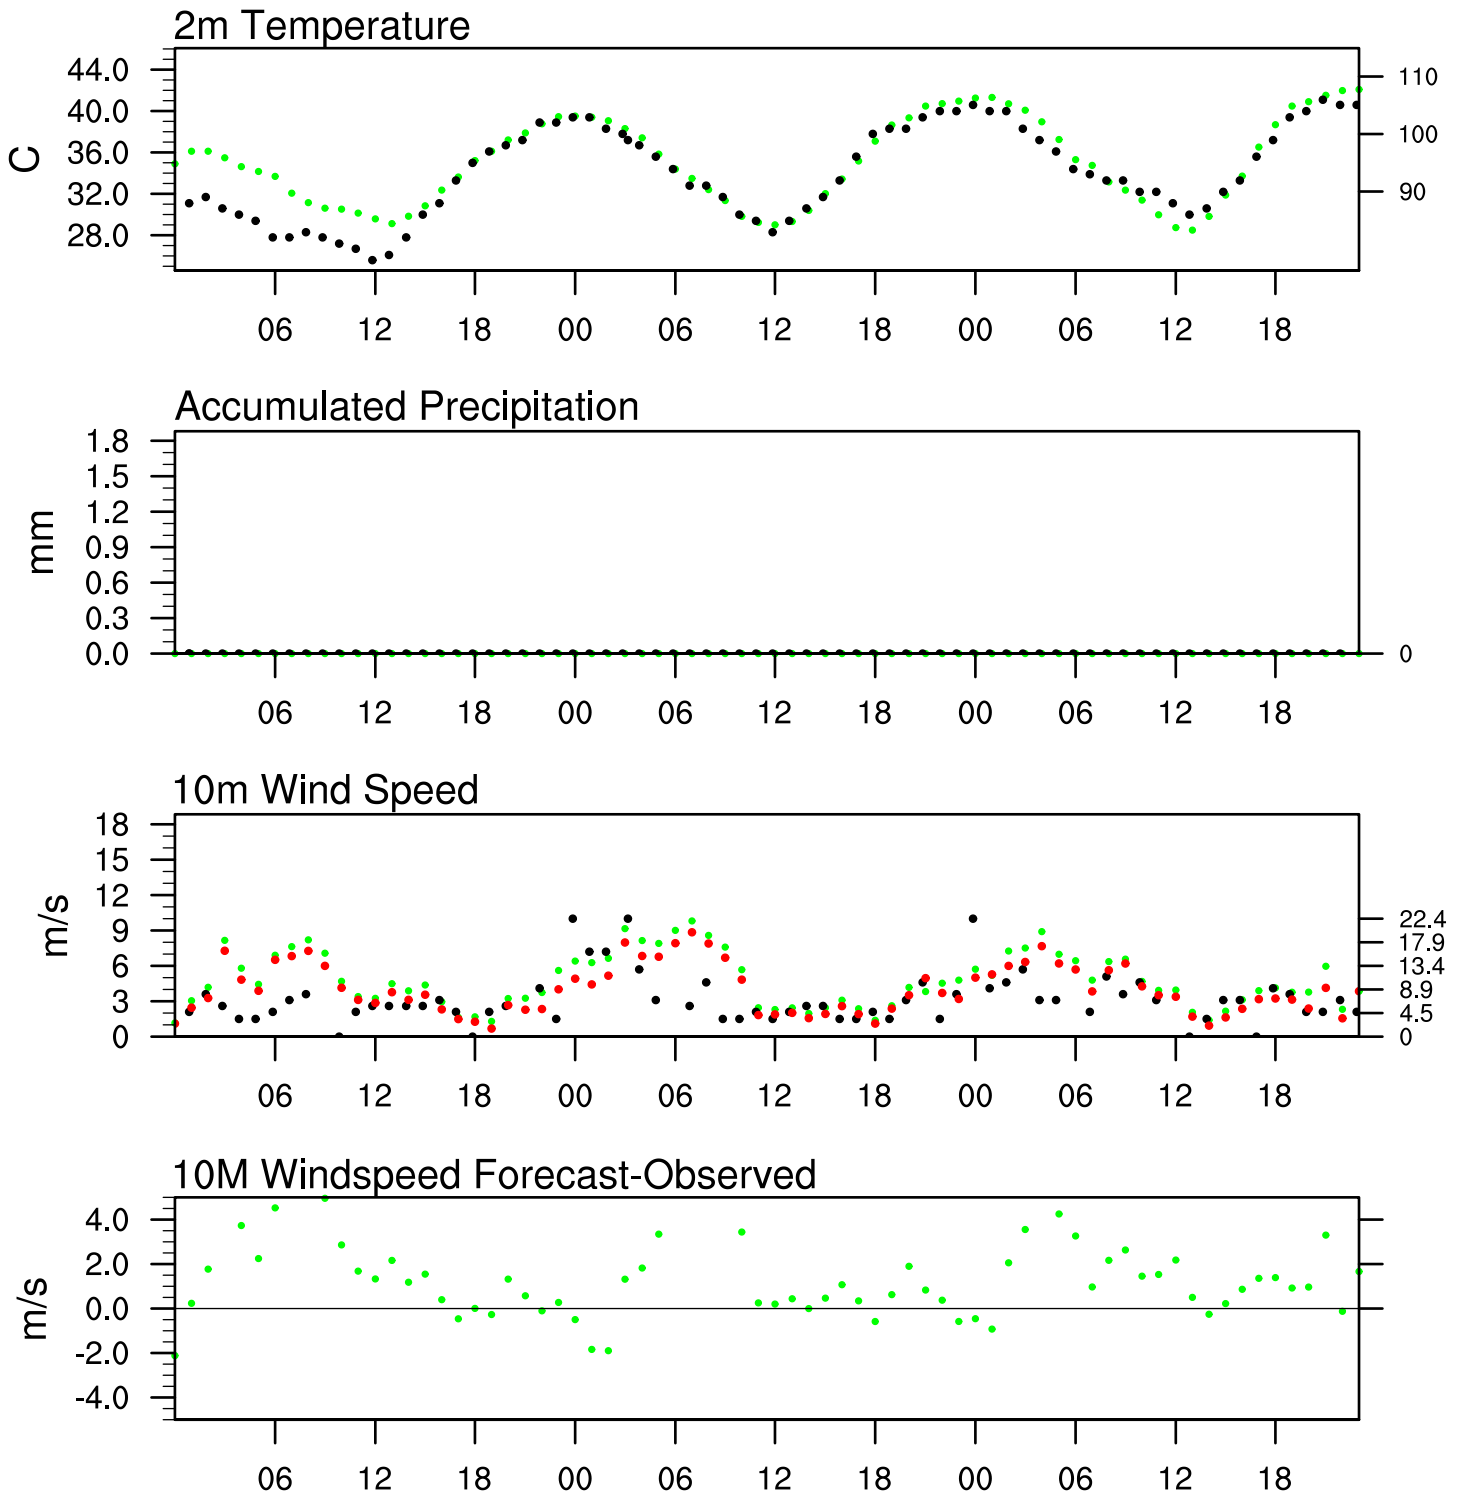 2m Temperature
44.0
40.0
36.0
32.0
28.0
C
110
100
90
06 12 18 00 06 12 18 00 06 12 18
Accumulated Precipitation
1.8
1.5
1.2
0.9
0.6
0.3
0.0
mm
0
06 12 18 00 06 12 18 00 06 12 18
10m Wind Speed
18
15
12
9
6
3
0
m/s
22.4
17.9
13.4
8.9
4.5
0
06 12 18 00 06 12 18 00 06 12 18
10M Windspeed Forecast-Observed
4.0
2.0
0.0
-2.0
-4.0
m/s
06 12 18 00 06 12 18 00 06 12 18